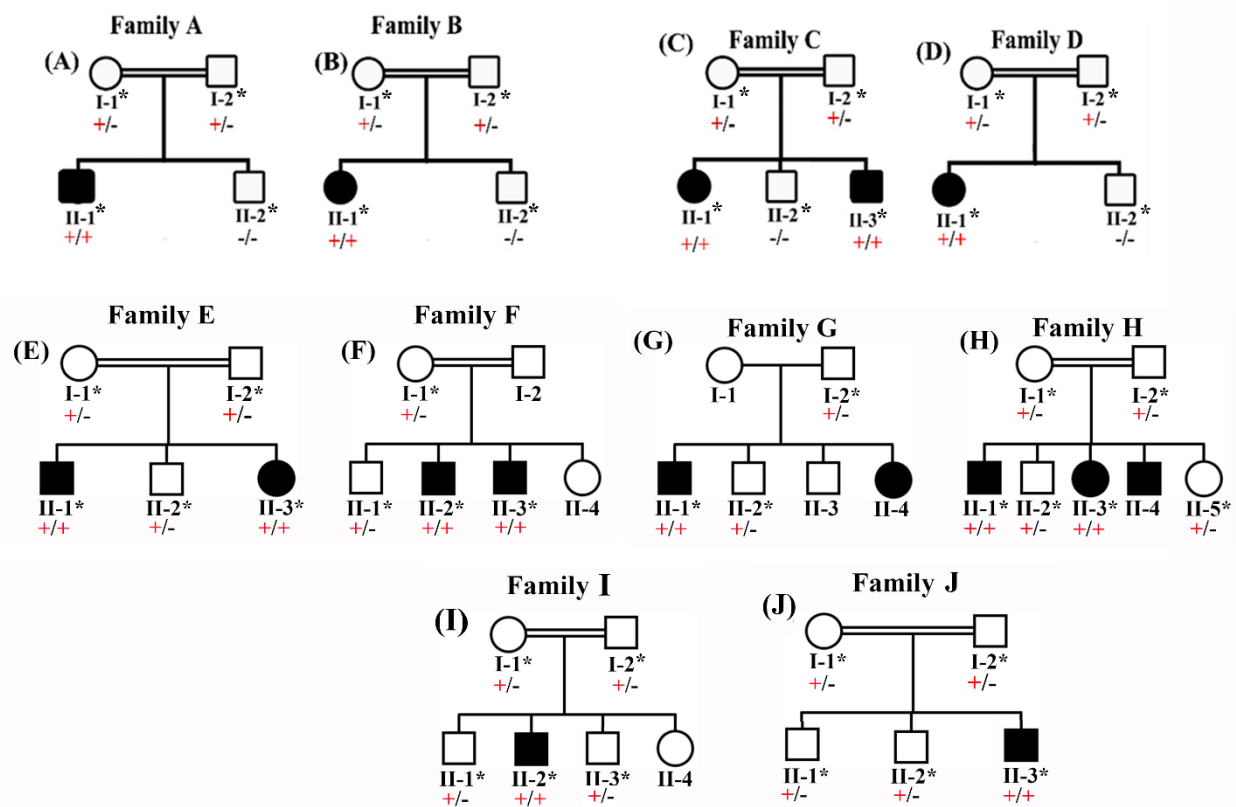 Family A
Family B
Family C
Family D
(A)
(B)
(C)
(D)
I-1* I-2* I-1* I-2* I-1* I-2* I-1* I-2*
+/- +/- +/- +/- +/- +/- +/- +/-
II-1* II-2* II-1* II-2* II-1* II-2* II-3* II-1* II-2*
+/+ -/- +/+ -/- +/+ -/- +/+ +/+ -/-
Family E
Family F
Family G
Family H
(E)
(F)
(G)
(H)
I-1* I-2* I-1* I-2 I-1 I-2* I-1* I-2*
+/- +/- +/- +/- +/- +/-
II-1* II-2* II-3* II-1* II-2* II-3* II-4 II-1* II-2* II-3 II-4 II-1* II-2* II-3* II-4 II-5*
+/+ +/- +/+ +/- +/+ +/+ +/+ +/- +/+ +/- +/+ +/-
Family I
Family J
(I)
(J)
I-1* I-2* I-1* I-2*
+/- +/- +/- +/-
II-1* II-2* II-3* II-4 II-1* II-2* II-3*
+/- +/+ +/- +/- +/- +/+